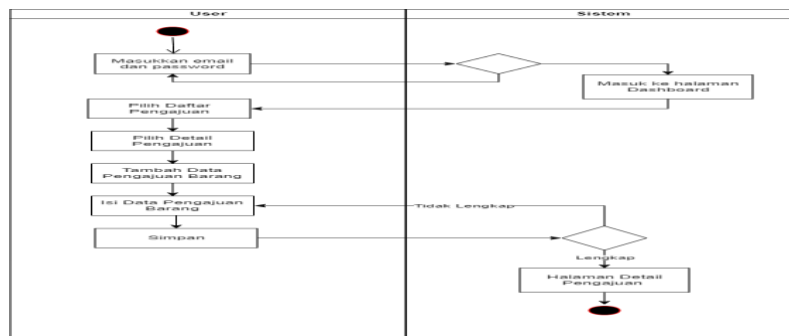 User
Sistem
Masukkan email
dan password
Masuk ke halaman
Dashboard
Pilih Daftar
Pengajuan
Pilih Detail
Pengajuan
Tambah Data
Pengajuan Barang
Isi Data Pengajuan
Barang
Tidak Lengkap
Simpan
Lengkap
Halaman Detail
Pengajuan